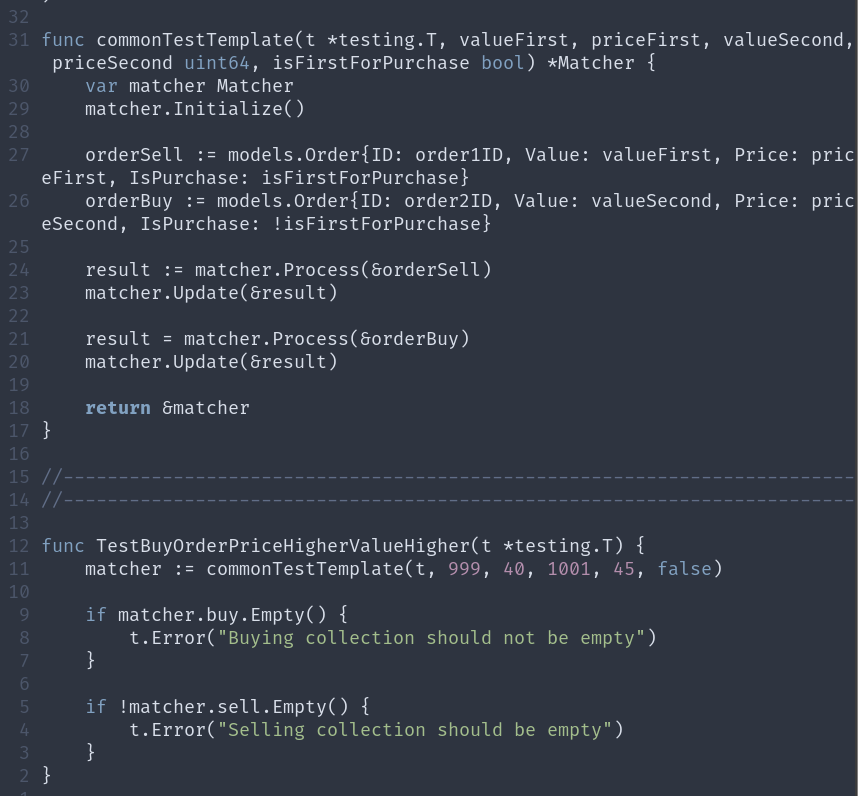 32
31 func commonTestTemplate(t *testing.T, valueFirst, priceFirst, valueSecond,
 priceSecond uint64, isFirstForPurchase bool) *Matcher {
30     var matcher Matcher
29     matcher.Initialize()
28
27     orderSell := models.Order{ID: order1ID, Value: valueFirst, Price: pric
eFirst, IsPurchase: isFirstForPurchase}
26     orderBuy := models.Order{ID: order2ID, Value: valueSecond, Price: pric
eSecond, IsPurchase: !isFirstForPurchase}
25
24     result := matcher.Process(&orderSell)
23     matcher.Update(&result)
22
21     result = matcher.Process(&orderBuy)
20     matcher.Update(&result)
19
18     return &matcher
17 }
16
15 //------------------------------------------------------------------------
14 //------------------------------------------------------------------------
13
12 func TestBuyOrderPriceHigherValueHigher(t *testing.T) {
11     matcher := commonTestTemplate(t, 999, 40, 1001, 45, false)
10
9     if matcher.buy.Empty() {
8         t.Error("Buying collection should not be empty")
7     }
6
5     if !matcher.sell.Empty() {
4         t.Error("Selling collection should be empty")
3     }
2 }